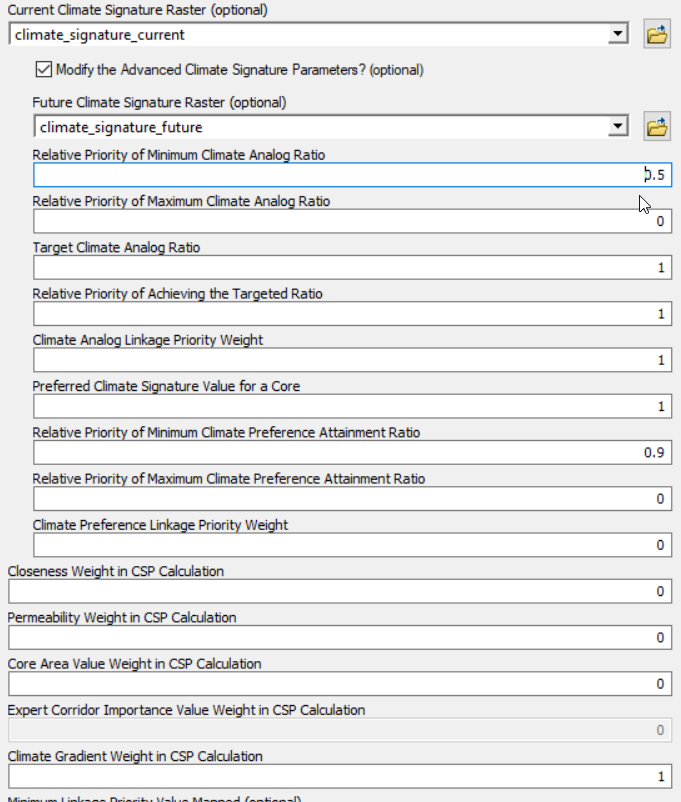 Current Climate Signature Raster (optional)
climate_signature_current
Modify the Advanced Climate Signature Parameters? (optional)
Future Climate Signature Raster (optional)
climate_signature_future
Relative Priority of Minimum Climate Analog Ratio
0.5
Relative Priority of Maximum Climate Analog Ratio
0
Target Climate Analog Ratio
1
Relative Priority of Achieving the Targeted Ratio
1
Climate Analog Linkage Priority Weight
1
Preferred Climate Signature Value for a Core
1
Relative Priority of Minimum Climate Preference Attainment Ratio
0.9
Relative Priority of Maximum Climate Preference Attainment Ratio
0
Climate Preference Linkage Priority Weight
0
Closeness Weight in CSP Calculation
0
Permeability Weight in CSP Calculation
0
Core Area Value Weight in CSP Calculation
0
Expert Corridor Importance Value Weight in CSP Calculation
0
Climate Gradient Weight in CSP Calculation
1
Minimum Linkage Priority Value Mapped (optional)